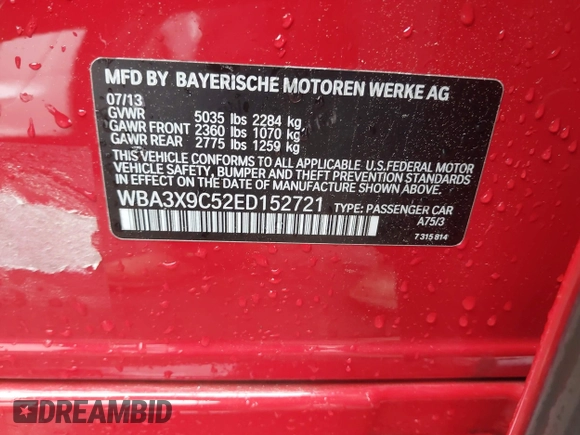 MFD BY BAYERISCHE MOTOREN WERKE AG
07/13
GVWR 5035 lbs 2284 kg
GAWR FRONT 2360 lbs 1070 kg
GAWR REAR 2775 lbs 1259 kg
THIS VEHICLE CONFORMS TO ALL APPLICABLE U.S.FEDERAL MOTOR
VEHICLE SAFETY, BUMPER AND THEFT PREVENTION STANDARDS
IN EFFECT ON THE DATE OF MANUFACTURE SHOWN ABOVE.
WBA3X9C52ED152721 TYPE: PASSENGER CAR
A75/3
7 315 814
DREAMBID